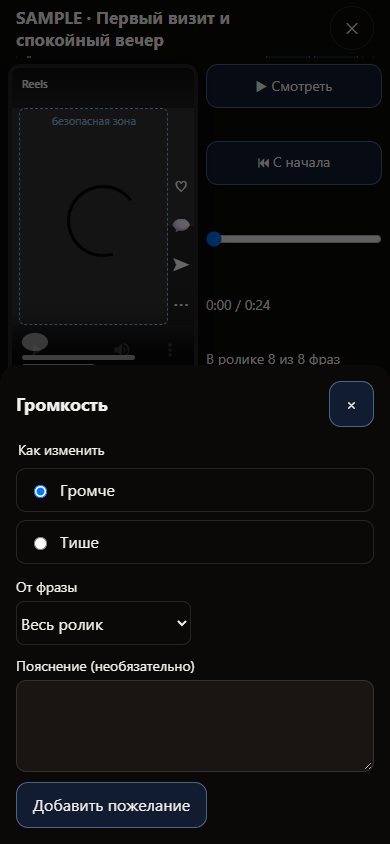 SAMPLE · Первый визит и
спокойный вечер
Reels
безопасная зона
▶ Смотреть
⏮ С начала
0:00 / 0:24
В ролике 8 из 8 фраз
Громкость
×
Как изменить
Громче
Тише
От фразы
Весь ролик
Пояснение (необязательно)
Добавить пожелание